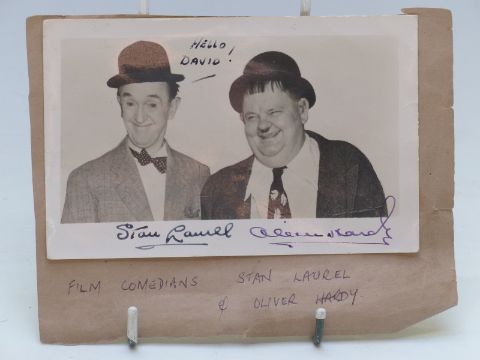 HELLO
DAVID!
Stan Laurel Oliver Hardy
FILM COMEDIANS STAN LAUREL
& OLIVER HARDY